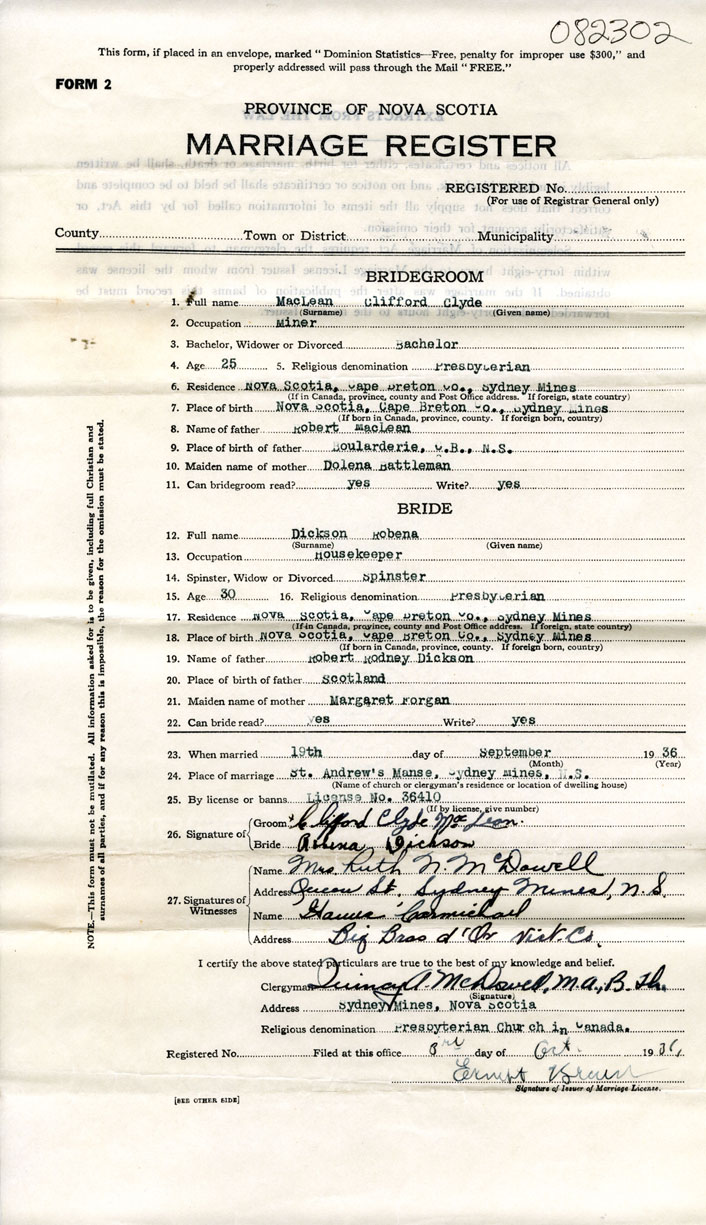 082302
This form, if placed in an envelope, marked "Dominion Statistics—Free, penalty for improper use $300," and
properly addressed will pass through the Mail "FREE."
FORM 2
PROVINCE OF NOVA SCOTIA
MARRIAGE REGISTER
REGISTERED No.
(For use of Registrar General only)
County Town or District Municipality
BRIDEGROOM
1. Full name MacLean Clifford Clyde
(Surname) (Given name)
2. Occupation Miner
3. Bachelor, Widower or Divorced Bachelor
4. Age 25 5. Religious denomination Presbyterian
6. Residence Nova Scotia, Cape Breton Co., Sydney Mines
(If in Canada, province, county and Post Office address. If foreign, state country)
7. Place of birth Nova Scotia, Cape Breton Co., Sydney Mines
(If born in Canada, province, county. If foreign born, country)
8. Name of father Robert MacLean
9. Place of birth of father Boularderie, C.B., N.S.
10. Maiden name of mother Dolena Battleman
11. Can bridegroom read? yes Write? yes
BRIDE
12. Full name Dickson Robena
(Surname) (Given name)
13. Occupation Housekeeper
14. Spinster, Widow or Divorced Spinster
15. Age 30 16. Religious denomination Presbyterian
17. Residence Nova Scotia, Cape Breton Co., Sydney Mines
(If in Canada, province, county and Post Office address. If foreign, state country)
18. Place of birth Nova Scotia, Cape Breton Co., Sydney Mines
(If born in Canada, province, county. If foreign born, country)
19. Name of father Robert Rodney Dickson
20. Place of birth of father Scotland
21. Maiden name of mother Margaret Forgan
22. Can bride read? yes Write? yes
23. When married 19th day of September 1936
(Month) (Year)
24. Place of marriage St. Andrew's Manse, Sydney Mines, N.S.
(Name of church or clergyman's residence or location of dwelling house)
25. By license or banns License No. 36410
(If by license, give number)
26. Signature of Groom Clifford Clyde McLean.
Bride Robena Dickson
27. Signatures of Witnesses Name Mrs. Ruth N. McDowell
Address Queen St. Sydney Mines, N.S.
Name James Carmichael
Address Big Bras d'Or Vict. Co.
I certify the above stated particulars are true to the best of my knowledge and belief.
Clergyman Quincy A. McDowell, M.A., B. Th.
(Signature)
Address Sydney Mines, Nova Scotia
Religious denomination Presbyterian Church in Canada.
Registered No. Filed at this office 3rd day of Oct. 1936
Ernest
Signature of Issuer of Marriage License.
[SEE OTHER SIDE]
NOTE.—This form must not be mutilated. All information asked for is to be given, including full Christian and
surnames of all parties, and if for any reason this is impossible, the reason for the omission must be stated.